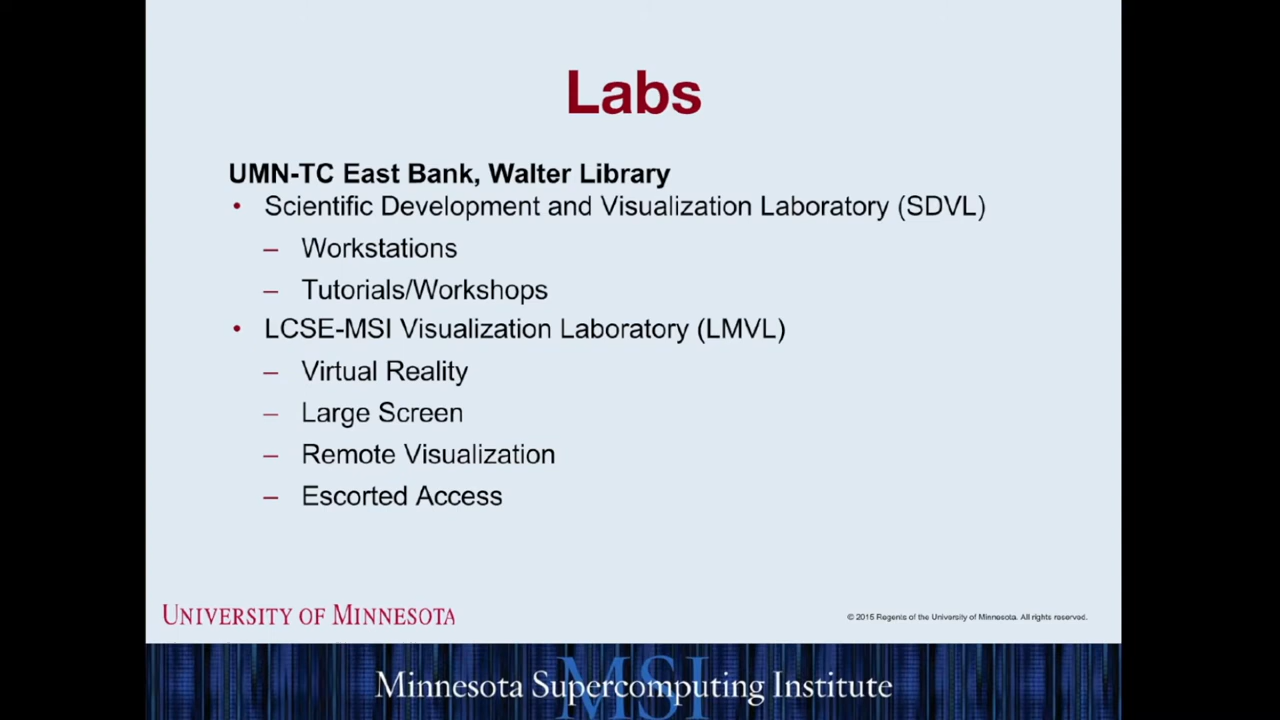 Labs
UMN-TC East Bank, Walter Library
• Scientific Development and Visualization Laboratory (SDVL)
– Workstations
– Tutorials/Workshops
• LCSE-MSI Visualization Laboratory (LMVL)
– Virtual Reality
– Large Screen
– Remote Visualization
– Escorted Access
UNIVERSITY OF MINNESOTA
© 2015 Regents of the University of Minnesota. All rights reserved.
MSI
Minnesota Supercomputing Institute